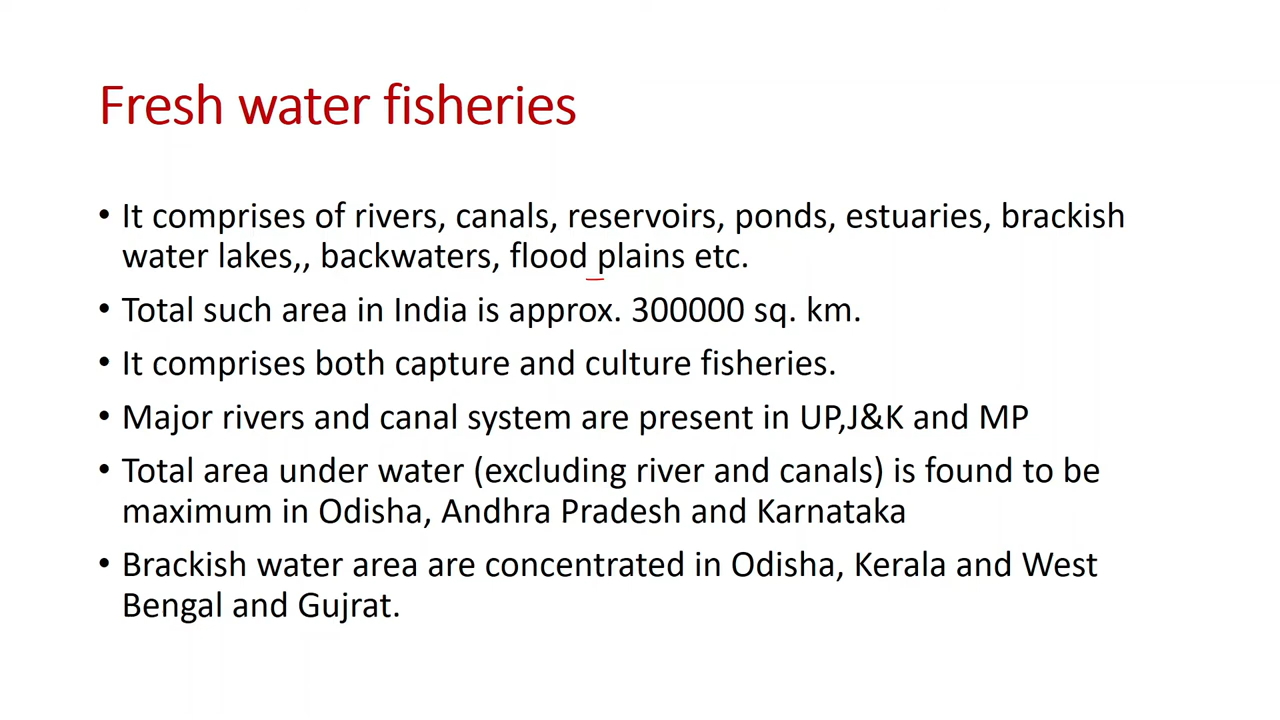 Fresh water fisheries
• It comprises of rivers, canals, reservoirs, ponds, estuaries, brackish
water lakes,, backwaters, flood plains etc.
• Total such area in India is approx. 300000 sq. km.
• It comprises both capture and culture fisheries.
• Major rivers and canal system are present in UP,J&K and MP
• Total area under water (excluding river and canals) is found to be
maximum in Odisha, Andhra Pradesh and Karnataka
• Brackish water area are concentrated in Odisha, Kerala and West
Bengal and Gujrat.